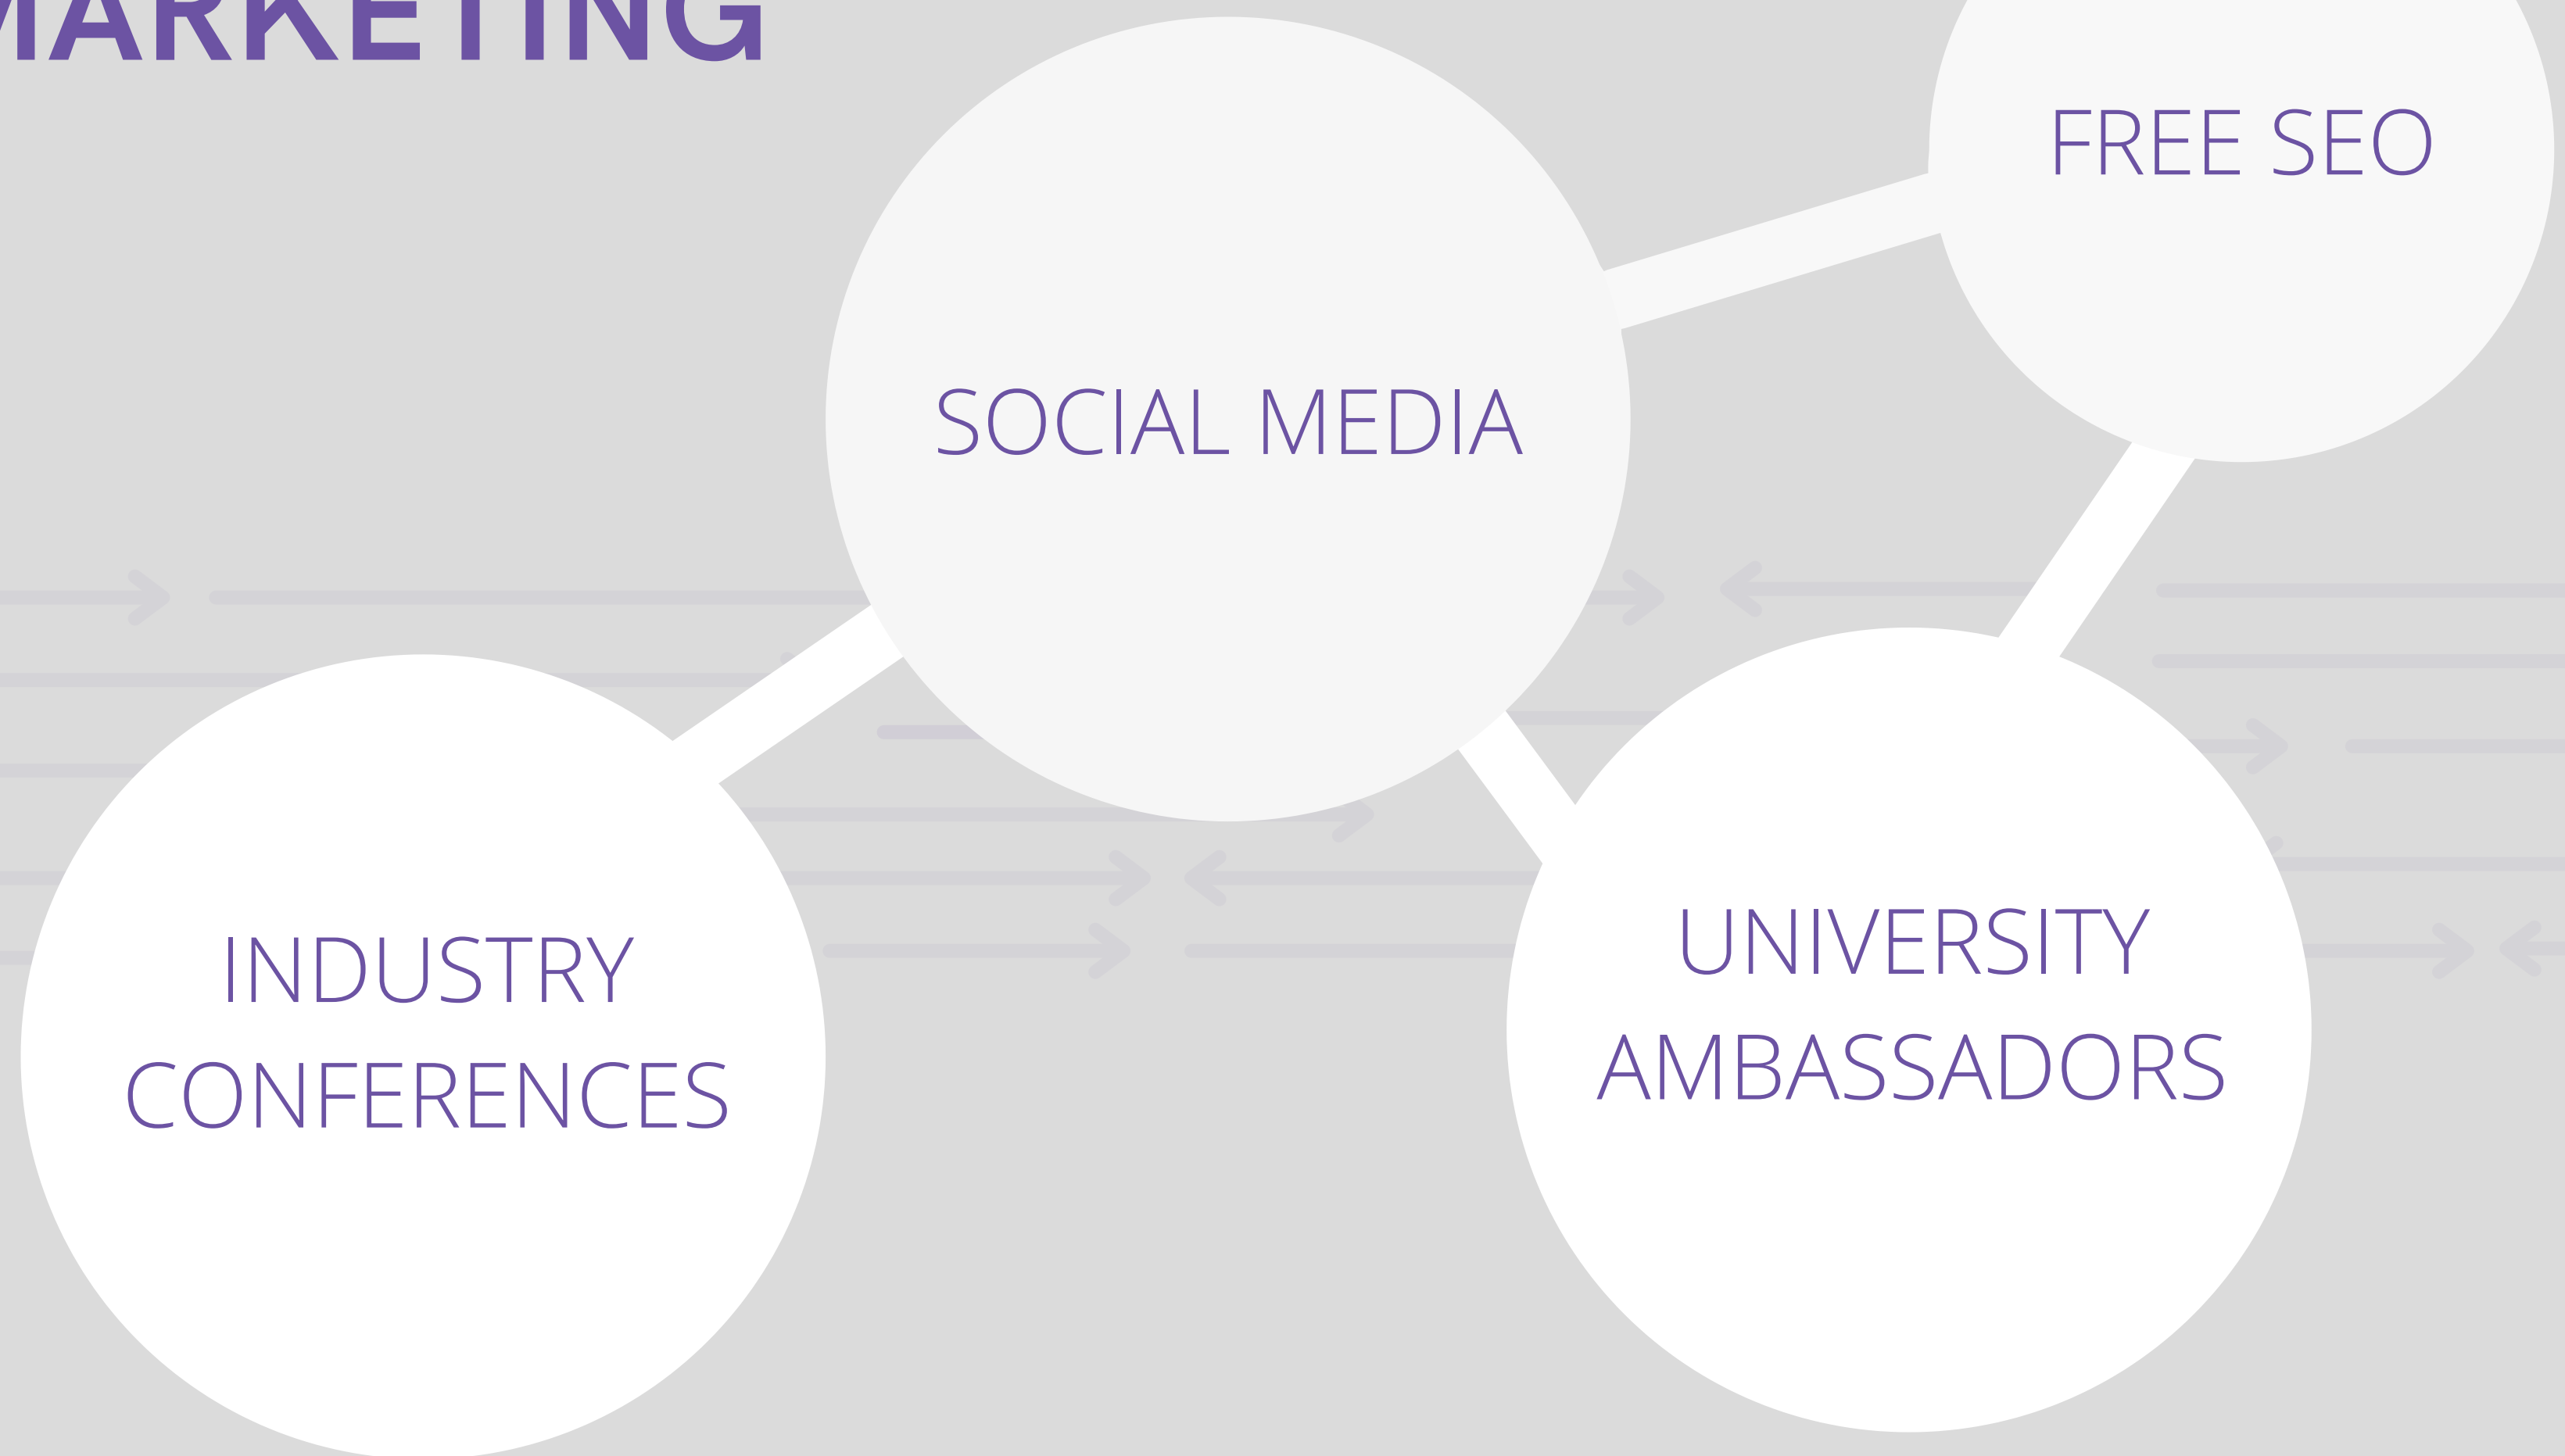 MARKETING
FREE SEO
SOCIAL MEDIA
INDUSTRY
CONFERENCES
UNIVERSITY
AMBASSADORS